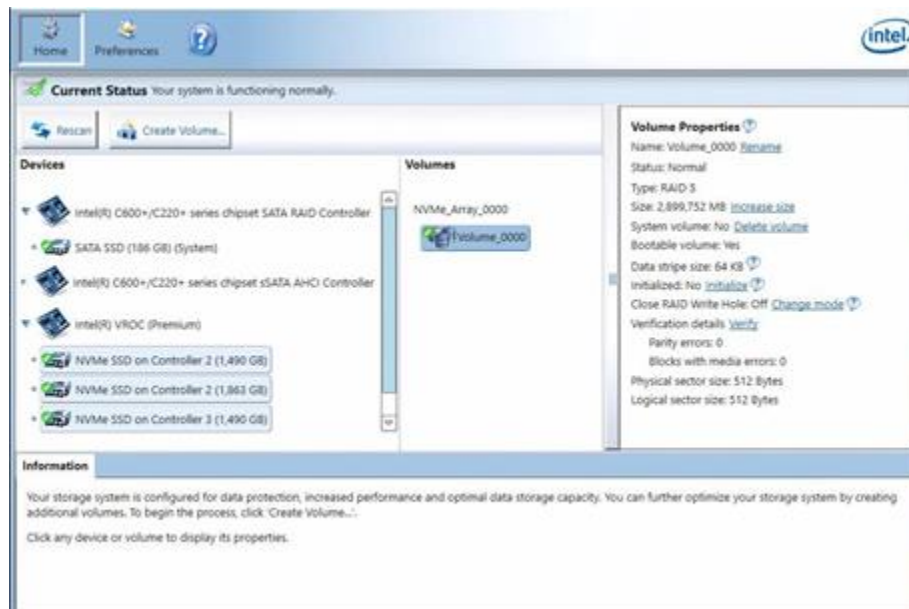 Home
Preferences
?
intel.
Current Status Your system is functioning normally.
Rescan
Create Volume...
Devices
Intel(R) C600+/C220+ series chipset SATA RAID Controller
SATA SSD (186 GB) (System)
Intel(R) C600+/C220+ series chipset sSATA AHCI Controller
Intel(R) VROC (Premium)
NVMe SSD on Controller 2 (1,490 GB)
NVMe SSD on Controller 2 (1,863 GB)
NVMe SSD on Controller 3 (1,490 GB)
Volumes
NVMe_Array_0000
Volume_0000
Volume Properties ?
Name: Volume_0000 Rename
Status: Normal
Type: RAID 5
Size: 2,899,752 MB Increase size
System volume: No Delete volume
Bootable volume: Yes
Data stripe size: 64 KB ?
Initialized: No Initialize ?
Close RAID Write Hole: Off Change mode ?
Verification details Verify
Parity errors: 0
Blocks with media errors: 0
Physical sector size: 512 Bytes
Logical sector size: 512 Bytes
Information
Your storage system is configured for data protection, increased performance and optimal data storage capacity. You can further optimize your storage system by creating
additional volumes. To begin the process, click 'Create Volume...'.
Click any device or volume to display its properties.